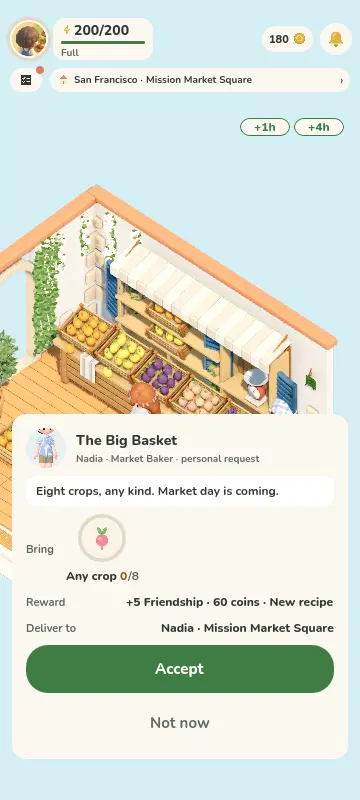 200/200
Full
180
San Francisco · Mission Market Square
+1h
+4h
The Big Basket
Nadia · Market Baker · personal request
Eight crops, any kind. Market day is coming.
Bring
Any crop 0/8
Reward
+5 Friendship · 60 coins · New recipe
Deliver to
Nadia · Mission Market Square
Accept
Not now